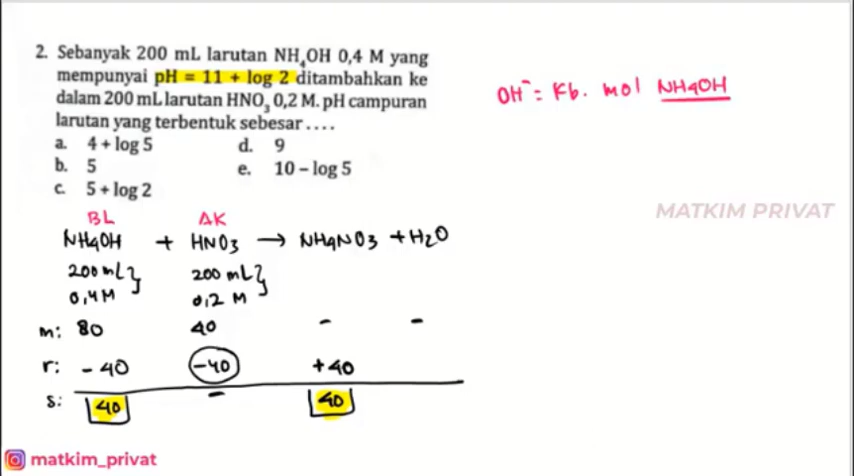 2. Sebanyak 200 mL larutan NH₄OH 0,4 M yang
mempunyai pH = 11 + log 2 ditambahkan ke
dalam 200 mL larutan HNO₃ 0,2 M. pH campuran
larutan yang terbentuk sebesar . . . .
a. 4 + log 5 d. 9
b. 5 e. 10 – log 5
c. 5 + log 2
OH⁻ = Kb. mol NH4OH
MATKIM PRIVAT
BL AK
NH4OH + HNO3 → NH4NO3 + H2O
200 mL} 200 mL}
0,4 M 0,2 M
m: 80 40 - -
r: - 40 -40 +40
s: 40 - 40
matkim_privat